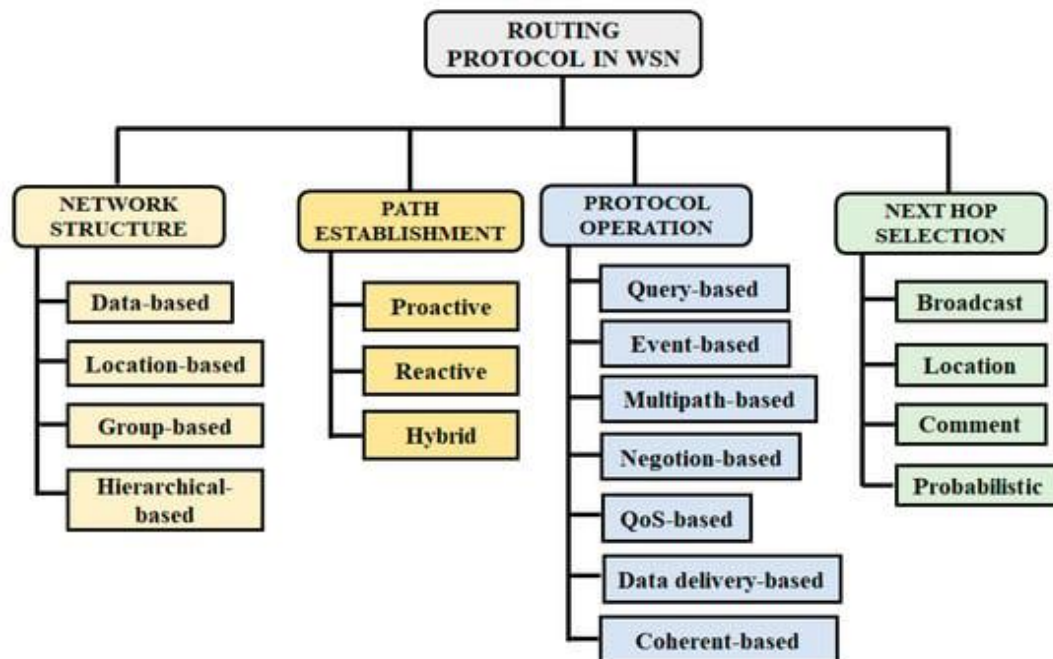 ROUTING
PROTOCOL IN WSN
NETWORK
STRUCTURE
Data-based
Location-based
Group-based
Hierarchical-
based
PATH
ESTABLISHMENT
Proactive
Reactive
Hybrid
PROTOCOL
OPERATION
Query-based
Event-based
Multipath-based
Negotion-based
QoS-based
Data delivery-based
Coherent-based
NEXT HOP
SELECTION
Broadcast
Location
Comment
Probabilistic